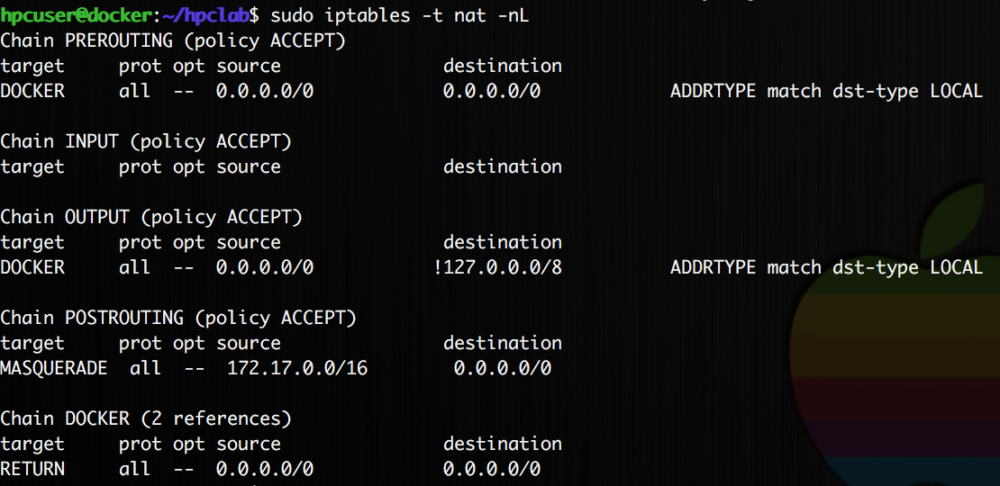 hpcuser@docker:~/hpclab$ sudo iptables -t nat -nL
Chain PREROUTING (policy ACCEPT)
target     prot opt source               destination
DOCKER     all  --  0.0.0.0/0            0.0.0.0/0            ADDRTYPE match dst-type LOCAL

Chain INPUT (policy ACCEPT)
target     prot opt source               destination

Chain OUTPUT (policy ACCEPT)
target     prot opt source               destination
DOCKER     all  --  0.0.0.0/0           !127.0.0.0/8          ADDRTYPE match dst-type LOCAL

Chain POSTROUTING (policy ACCEPT)
target     prot opt source               destination
MASQUERADE  all  --  172.17.0.0/16        0.0.0.0/0

Chain DOCKER (2 references)
target     prot opt source               destination
RETURN     all  --  0.0.0.0/0            0.0.0.0/0